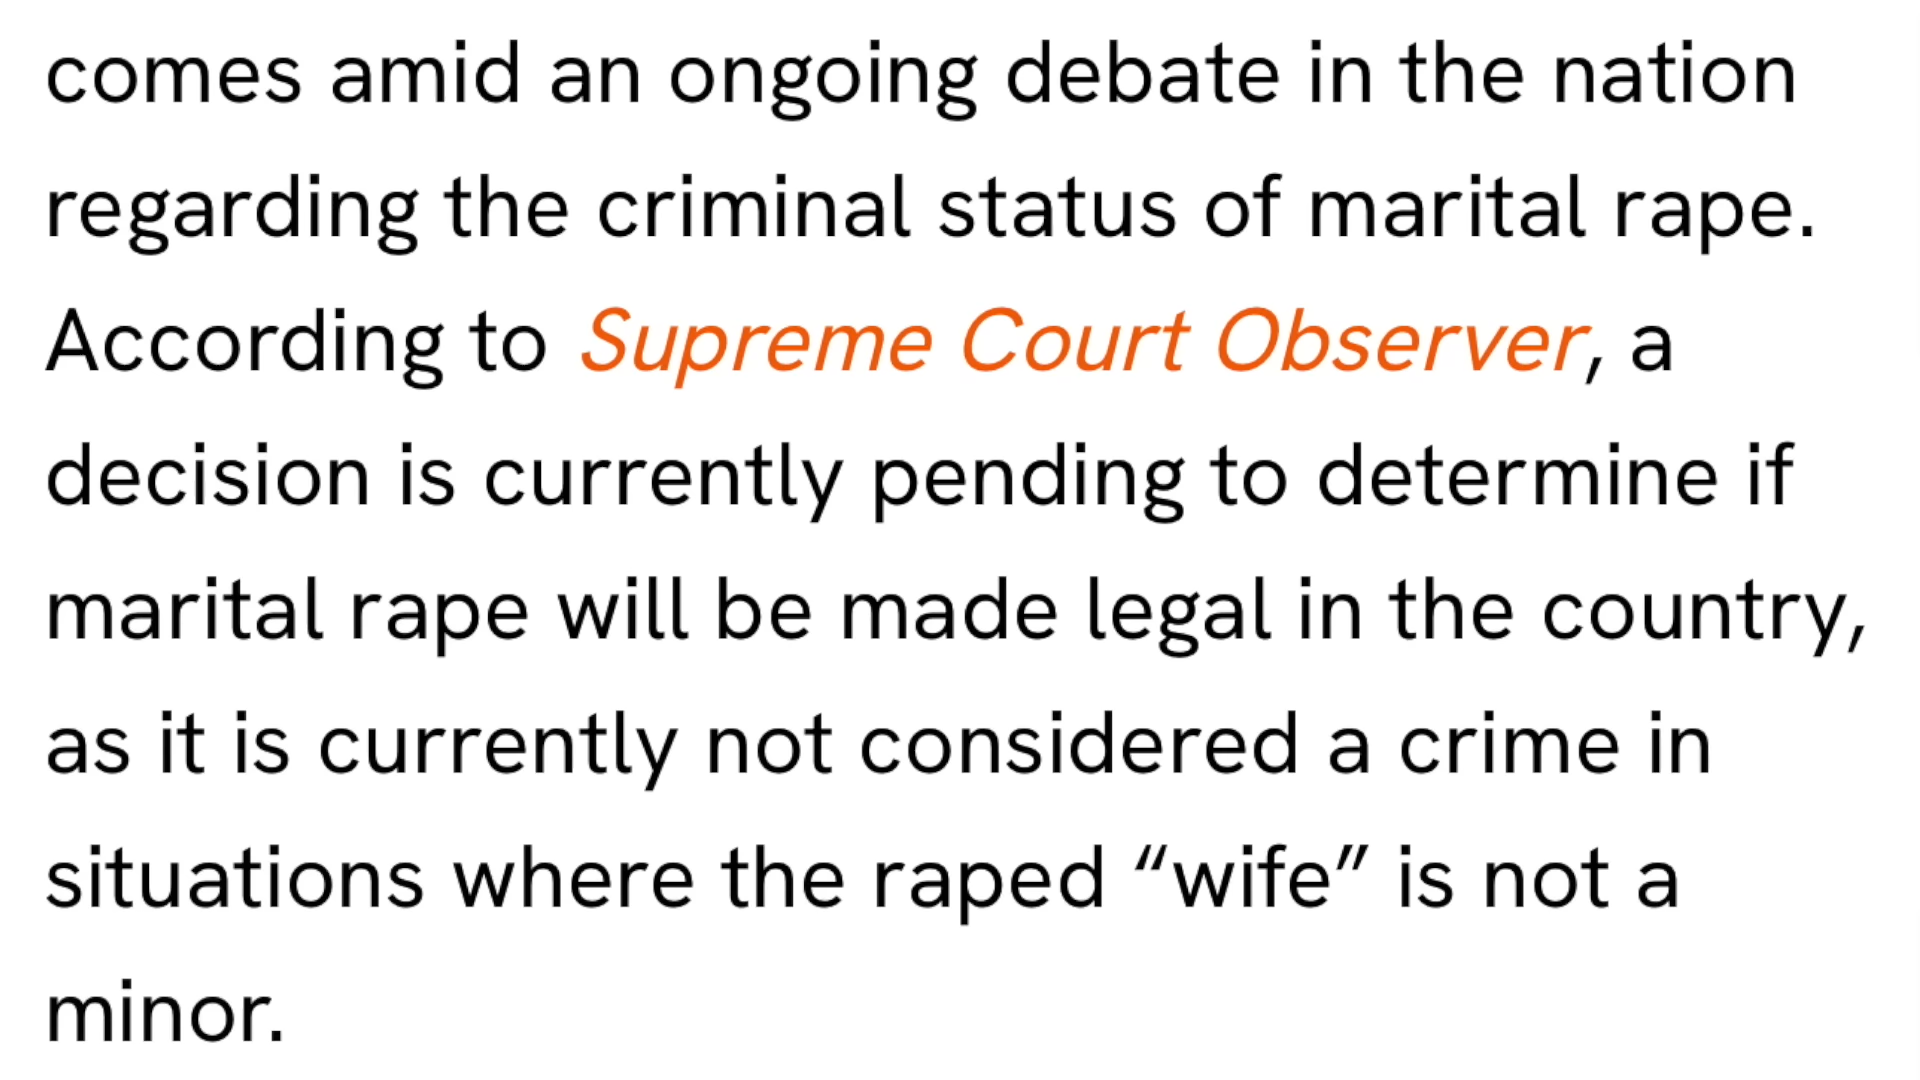 comes amid an ongoing debate in the nation
regarding the criminal status of marital rape.
According to Supreme Court Observer, a
decision is currently pending to determine if
marital rape will be made legal in the country,
as it is currently not considered a crime in
situations where the raped “wife” is not a
minor.